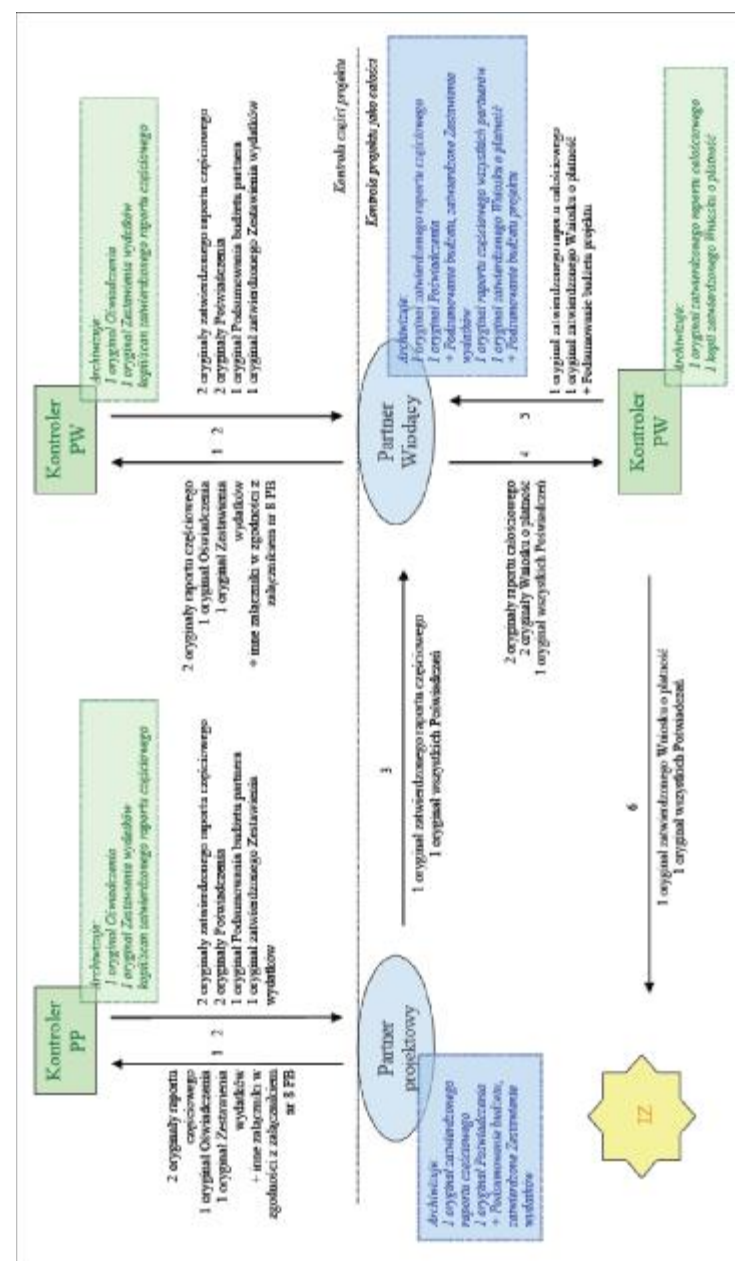 Kontroler
PP
Archiwizuje:
1 oryginał Oświadczenia
1 oryginał Zestawienia wydatków
kopii/scan zatwierdzonego raportu częściowego
2 oryginały raportu
częściowego
1 oryginał Oświadczenia
1 oryginał Zestawienia
wydatków
+ inne załączniki w
zgodności z załącznikiem
nr 8 PB
1 2
2 oryginały zatwierdzonego raportu częściowego
2 oryginały Poświadczenia
1 oryginał Podsumowania budżetu partnera
1 oryginał zatwierdzonego Zestawienia
wydatków
Kontroler
PW
Archiwizuje:
1 oryginał Oświadczenia
1 oryginał Zestawienia wydatków
kopii/scan zatwierdzonego raportu częściowego
2 oryginały raportu częściowego
1 oryginał Oświadczenia
1 oryginał Zestawienia
wydatków
+ inne załączniki w zgodności z
załącznikiem nr 8 PB
1 2
2 oryginały zatwierdzonego raportu częściowego
2 oryginały Poświadczenia
1 oryginał Podsumowania budżetu partnera
1 oryginał zatwierdzonego Zestawienia wydatków
Kontrola części projektu
Kontrola projektu jako całości
Partner
projektowy
Archiwizuje:
1 oryginał zatwierdzonego
raportu częściowego
1 oryginał Poświadczenia
+ Podsumowanie budżetu,
zatwierdzone Zestawienie
wydatków
3
1 oryginał zatwierdzonego raportu częściowego
1 oryginał wszystkich Poświadczeń
Partner
Wiodący
Archiwizuje:
1 oryginał zatwierdzonego raportu częściowego
1 oryginał Poświadczenia
+ Podsumowanie budżetu, zatwierdzone Zestawienie
wydatków
1 oryginał raportu częściowego wszystkich partnerów
1 oryginał zatwierdzonego Wniosku o płatność
+ Podsumowanie budżetu projektu
2 oryginały raportu całościowego
2 oryginały Wniosku o płatność
1 oryginał wszystkich Poświadczeń
4 5
1 oryginał zatwierdzonego raportu całościowego
1 oryginał zatwierdzonego Wniosku o płatność
+ Podsumowanie budżetu projektu
IZ
6
1 oryginał zatwierdzonego Wniosku o płatność
1 oryginał wszystkich Poświadczeń
Kontroler
PW
Archiwizuje:
1 oryginał zatwierdzonego raportu całościowego
1 kopii zatwierdzonego Wniosku o płatność